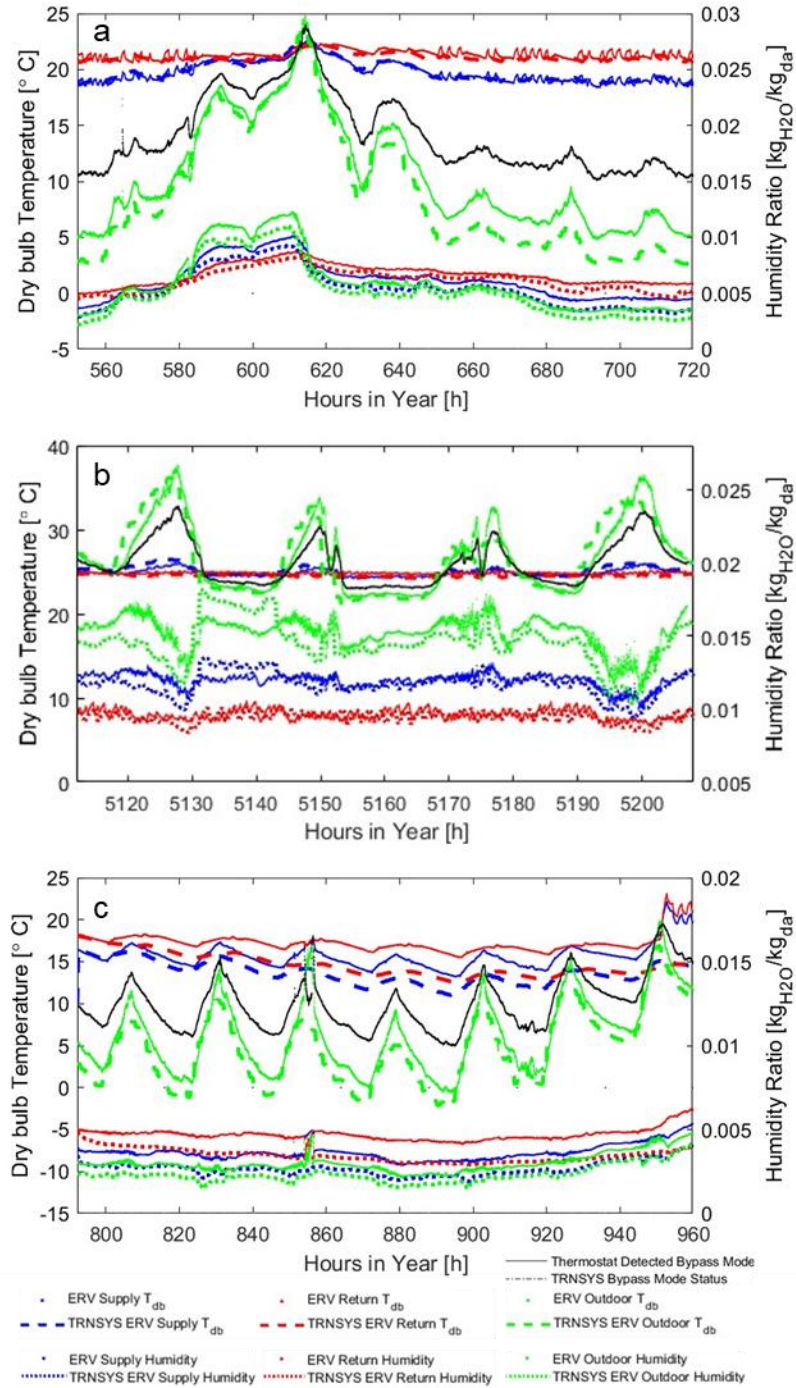 a
25
20
15
10
5
0
-5
0.03
0.025
0.02
0.015
0.01
0.005
0
Dry bulb Temperature [° C]
Humidity Ratio [kgH2O/kgda]
560 580 600 620 640 660 680 700 720
Hours in Year [h]
b
40
30
20
10
0
0.025
0.02
0.015
0.01
0.005
Dry bulb Temperature [° C]
Humidity Ratio [kgH2O/kgda]
5120 5130 5140 5150 5160 5170 5180 5190 5200
Hours in Year [h]
c
25
20
15
10
5
0
-5
-10
-15
0.02
0.015
0.01
0.005
0
Dry bulb Temperature [° C]
Humidity Ratio [kgH2O/kgda]
800 820 840 860 880 900 920 940 960
Hours in Year [h]
Thermostat Detected Bypass Mode
TRNSYS Bypass Mode Status
ERV Supply Tdb ERV Return Tdb ERV Outdoor Tdb
TRNSYS ERV Supply Tdb TRNSYS ERV Return Tdb TRNSYS ERV Outdoor Tdb
ERV Supply Humidity ERV Return Humidity ERV Outdoor Humidity
TRNSYS ERV Supply Humidity TRNSYS ERV Return Humidity TRNSYS ERV Outdoor Humidity